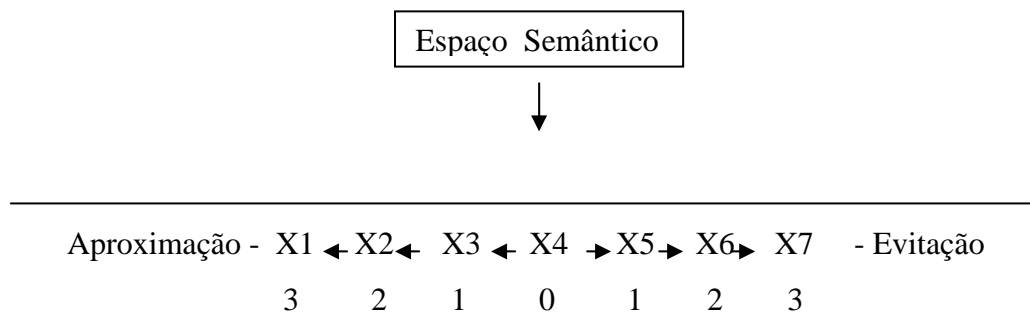 Espaço Semântico
Aproximação - X1 X2 X3 X4 X5 X6 X7 - Evitação
3 2 1 0 1 2 3